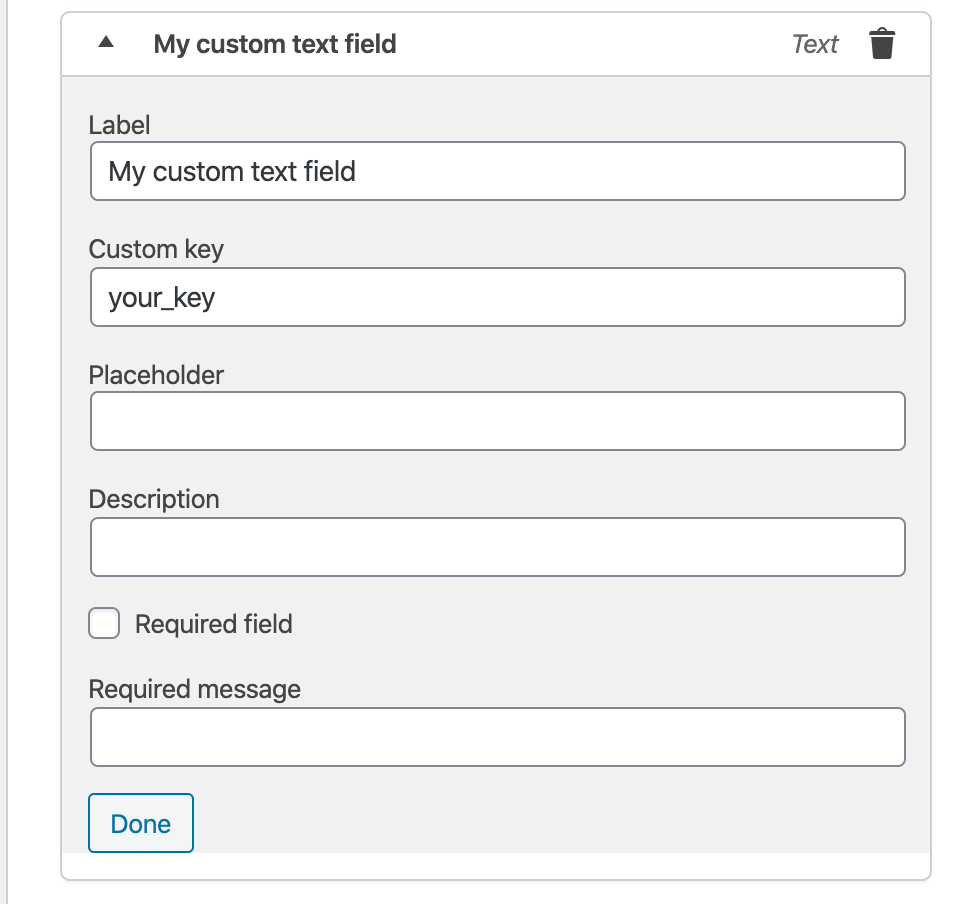 My custom text field Text
Label
My custom text field
Custom key
your_key
Placeholder
Description
Required field
Required message
Done